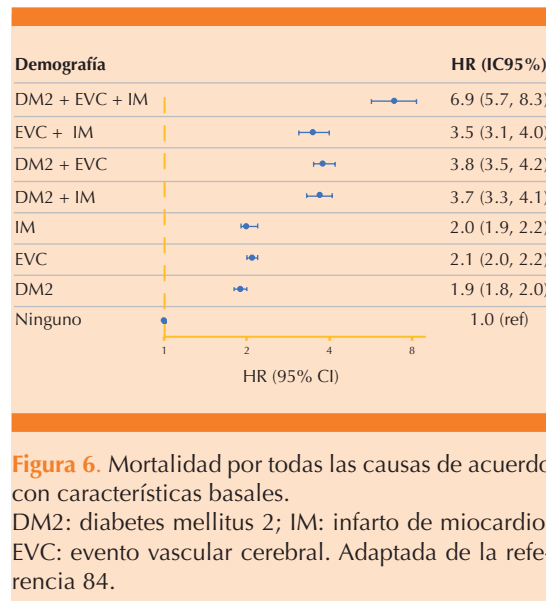 Demografía HR (IC95%)
DM2 + EVC + IM 6.9 (5.7, 8.3)
EVC + IM 3.5 (3.1, 4.0)
DM2 + EVC 3.8 (3.5, 4.2)
DM2 + IM 3.7 (3.3, 4.1)
IM 2.0 (1.9, 2.2)
EVC 2.1 (2.0, 2.2)
DM2 1.9 (1.8, 2.0)
Ninguno 1.0 (ref)
1 2 4 8
HR (95% CI)
Figura 6. Mortalidad por todas las causas de acuerdo
con características basales.
DM2: diabetes mellitus 2; IM: infarto de miocardio
EVC: evento vascular cerebral. Adaptada de la refe-
rencia 84.